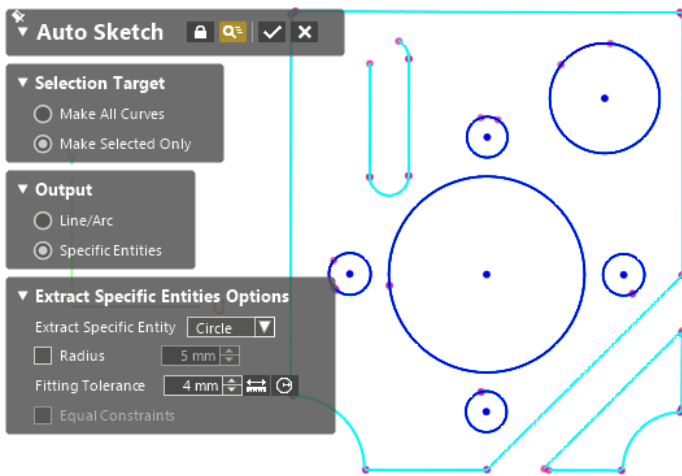 Auto Sketch
Selection Target
Make All Curves
Make Selected Only
Output
Line/Arc
Specific Entities
Extract Specific Entities Options
Extract Specific Entity Circle
Radius 5 mm
Fitting Tolerance 4 mm
Equal Constraints